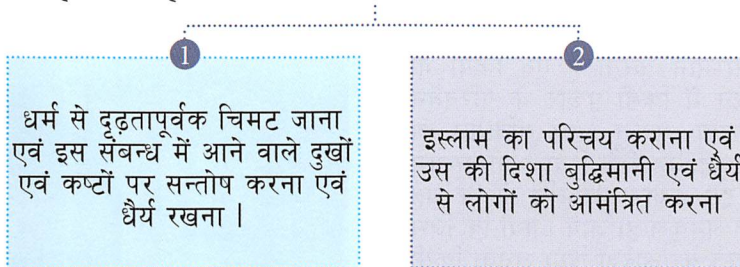 1
धर्म से दृढ़तापूर्वक चिमट जाना
एवं इस संबन्ध में आने वाले दुखों
एवं कष्टों पर सन्तोष करना एवं
धैर्य रखना |
2
इस्लाम का परिचय कराना एवं
उस की दिशा बुद्धिमानी एवं धैर्य
से लोगों को आमंत्रित करना